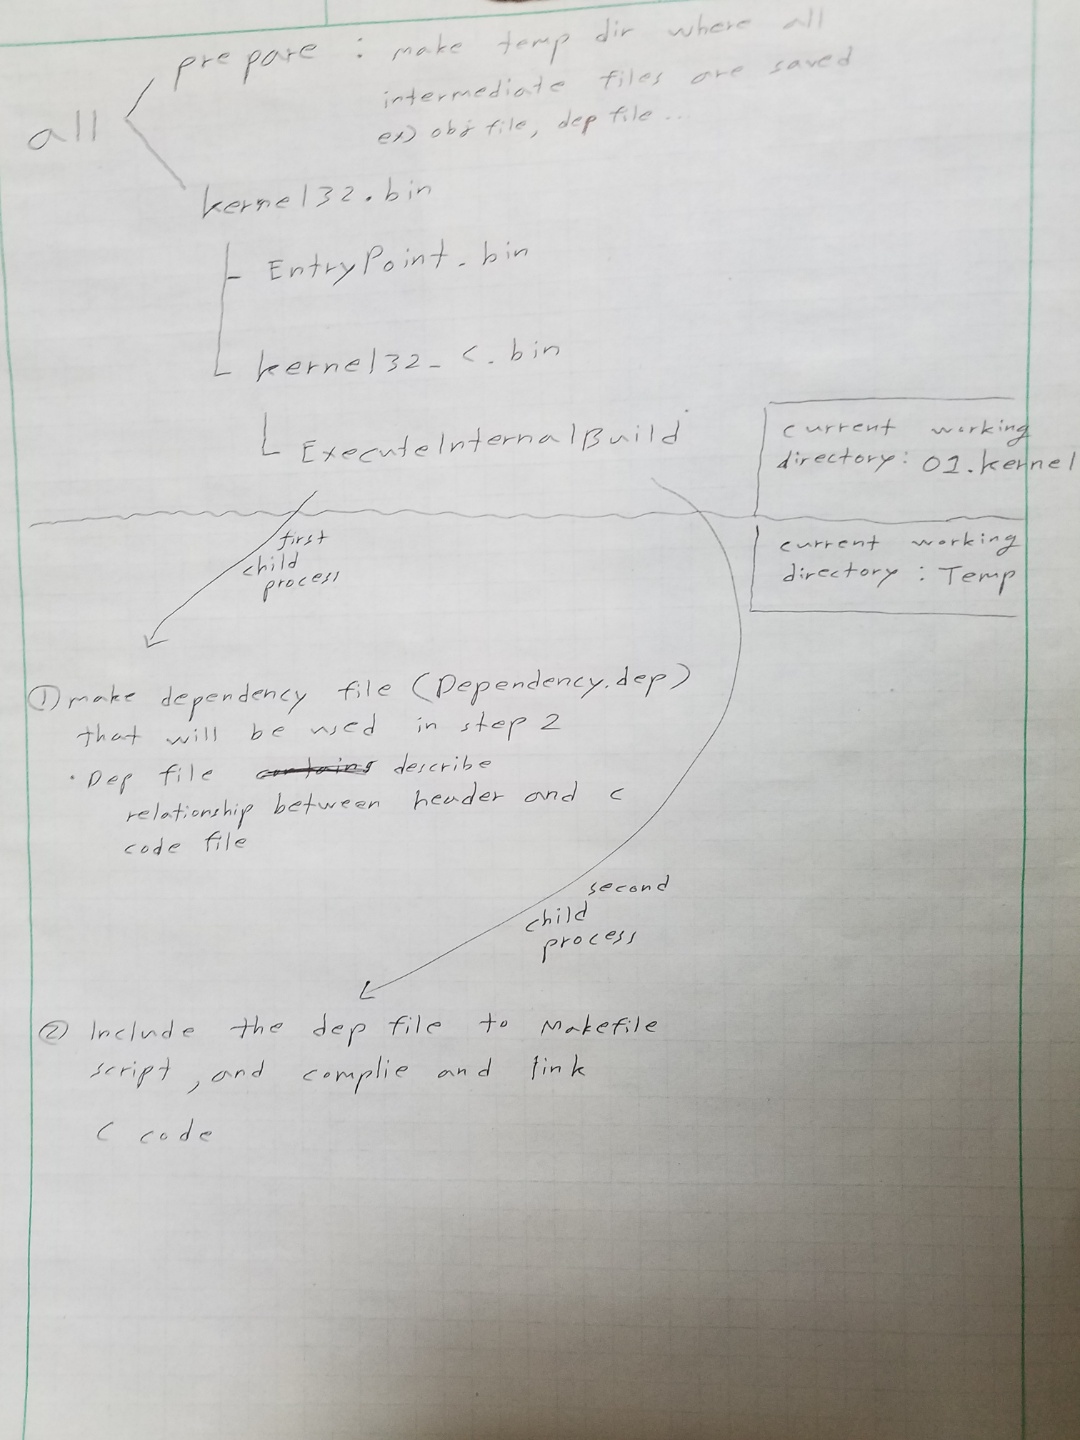 prepare : make temp dir where all
intermediate files are saved
ex) obj file, dep file ..
all
kernel32.bin
EntryPoint.bin
kernel32_c.bin
ExecuteInternalBuild
current working
directory: 01.kernel
current working
directory : Temp
first
child
process
① make dependency file (Dependency.dep)
that will be used in step 2
· Dep file contains describe
relationship between header and c
code file
second
child
process
② Include the dep file to Makefile
script, and complie and link
C code